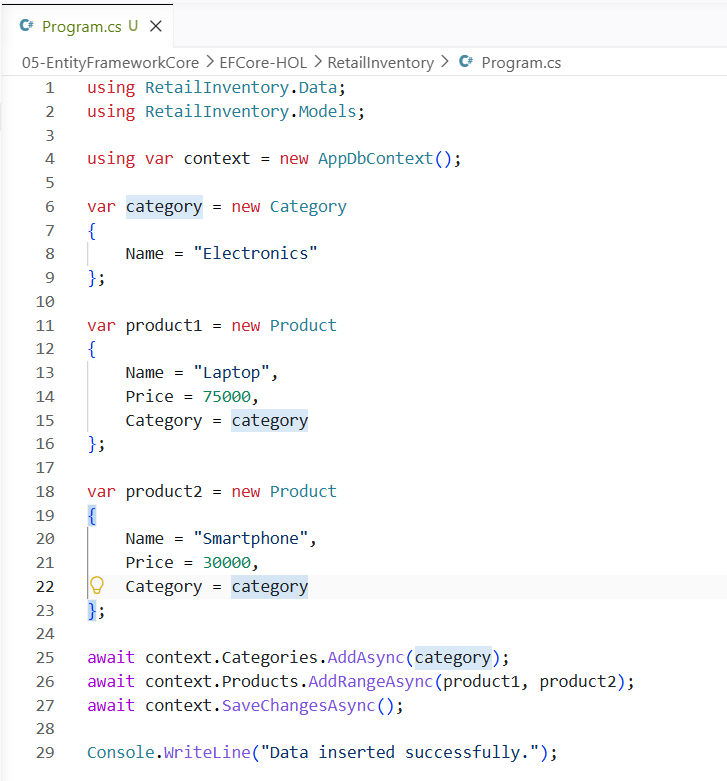 C# Program.cs U ×
05-EntityFrameworkCore > EFCore-HOL > RetailInventory > C# Program.cs
1 using RetailInventory.Data;
2 using RetailInventory.Models;
3
4 using var context = new AppDbContext();
5
6 var category = new Category
7 {
8     Name = "Electronics"
9 };
10
11 var product1 = new Product
12 {
13     Name = "Laptop",
14     Price = 75000,
15     Category = category
16 };
17
18 var product2 = new Product
19 {
20     Name = "Smartphone",
21     Price = 30000,
22     Category = category
23 };
24
25 await context.Categories.AddAsync(category);
26 await context.Products.AddRangeAsync(product1, product2);
27 await context.SaveChangesAsync();
28
29 Console.WriteLine("Data inserted successfully.");